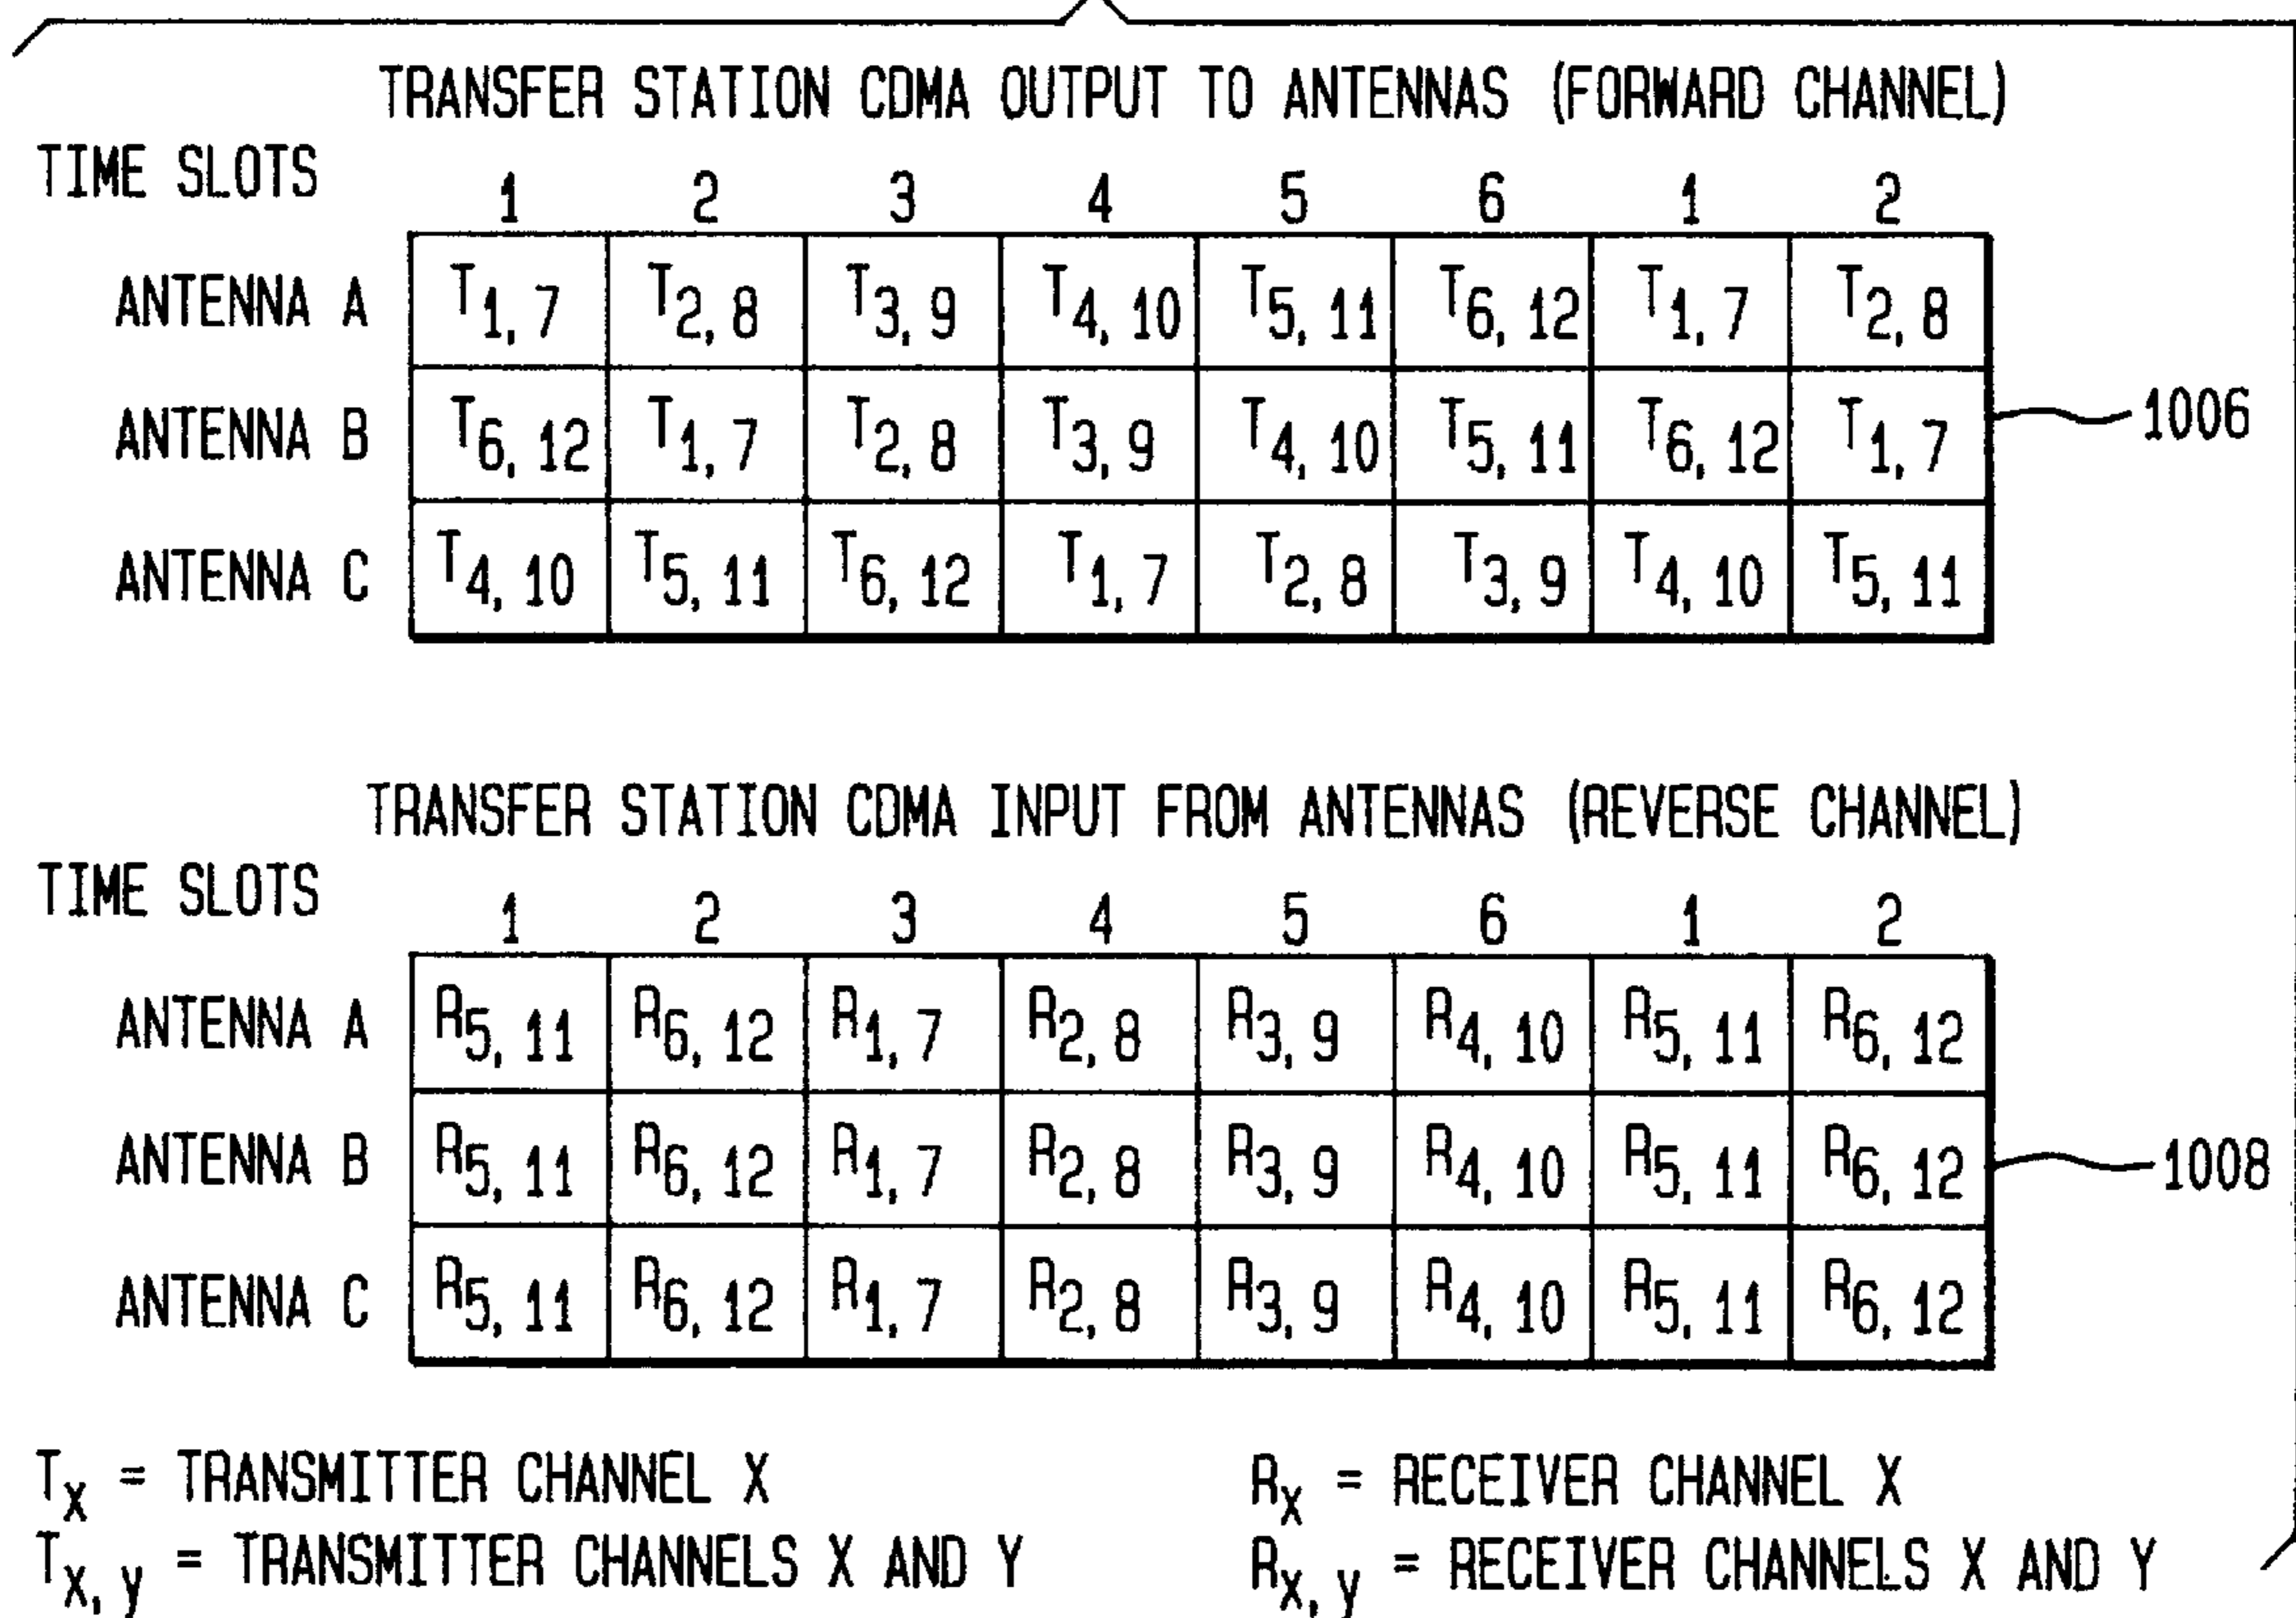 TRANSFER STATION CDMA OUTPUT TO ANTENNAS (FORWARD CHANNEL)
TIME SLOTS 1 2 3 4 5 6 1 2
ANTENNA A T1, 7 T2, 8 T3, 9 T4, 10 T5, 11 T6, 12 T1, 7 T2, 8
ANTENNA B T6, 12 T1, 7 T2, 8 T3, 9 T4, 10 T5, 11 T6, 12 T1, 7 1006
ANTENNA C T4, 10 T5, 11 T6, 12 T1, 7 T2, 8 T3, 9 T4, 10 T5, 11
TRANSFER STATION CDMA INPUT FROM ANTENNAS (REVERSE CHANNEL)
TIME SLOTS 1 2 3 4 5 6 1 2
ANTENNA A R5, 11 R6, 12 R1, 7 R2, 8 R3, 9 R4, 10 R5, 11 R6, 12
ANTENNA B R5, 11 R6, 12 R1, 7 R2, 8 R3, 9 R4, 10 R5, 11 R6, 12 1008
ANTENNA C R5, 11 R6, 12 R1, 7 R2, 8 R3, 9 R4, 10 R5, 11 R6, 12
Tx = TRANSMITTER CHANNEL X Rx = RECEIVER CHANNEL X
Tx, y = TRANSMITTER CHANNELS X AND Y Rx, y = RECEIVER CHANNELS X AND Y